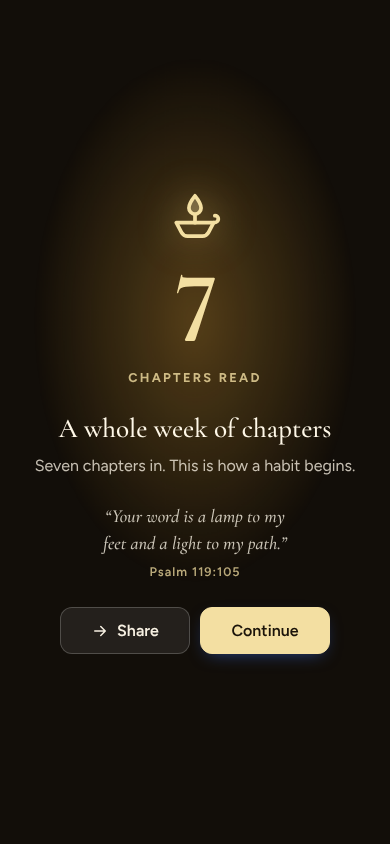 7
CHAPTERS READ
A whole week of chapters
Seven chapters in. This is how a habit begins.
“Your word is a lamp to my
feet and a light to my path.”
Psalm 119:105
Share
Continue